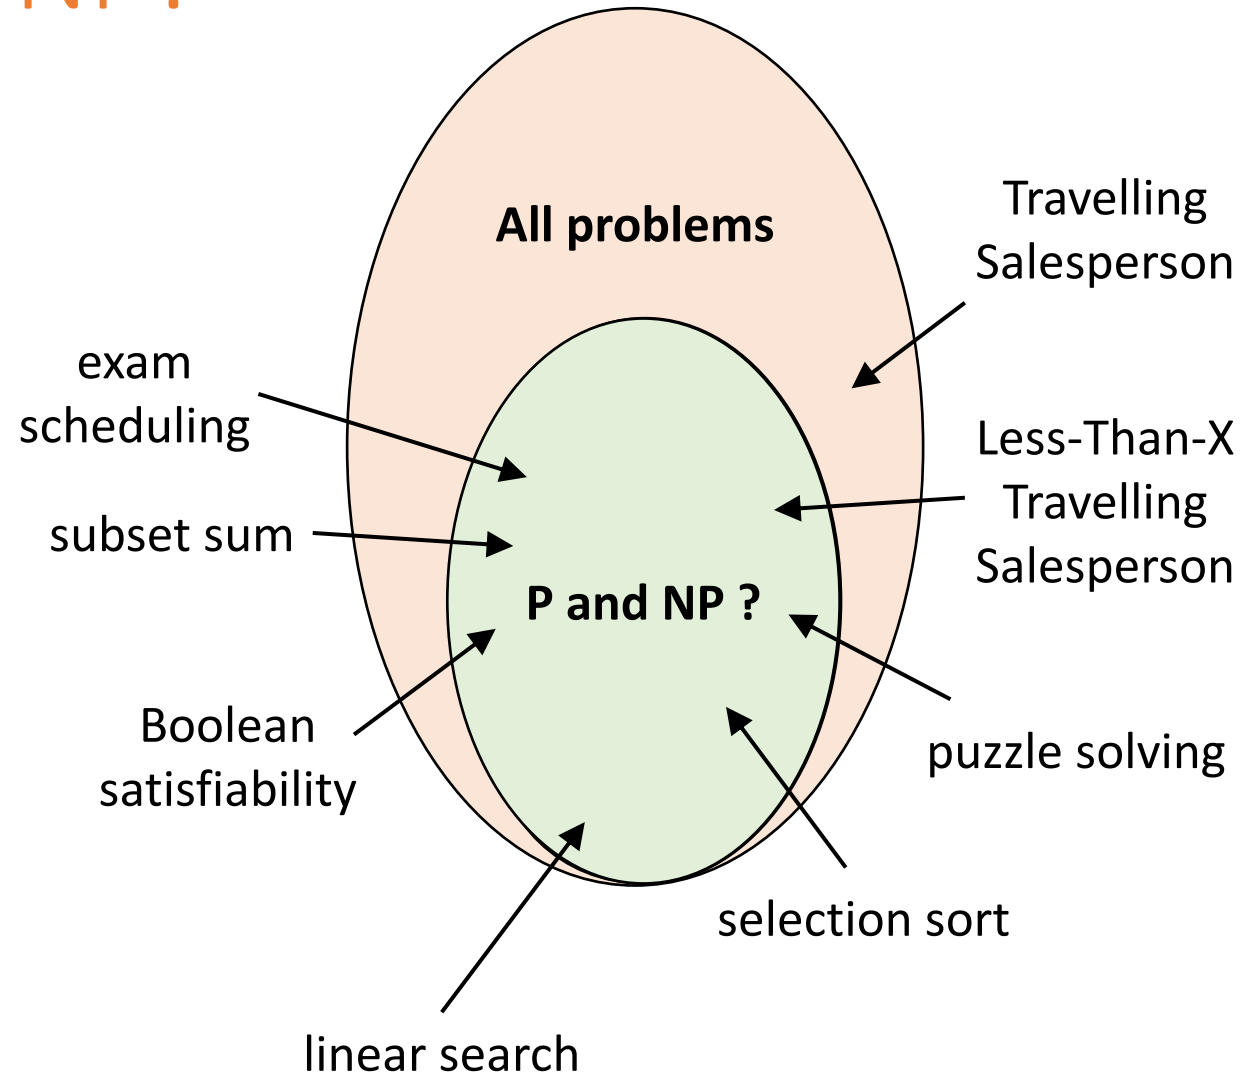 All problems
Travelling
Salesperson
exam
scheduling
Less-Than-X
Travelling
Salesperson
subset sum
P and NP ?
Boolean
satisfiability
puzzle solving
selection sort
linear search